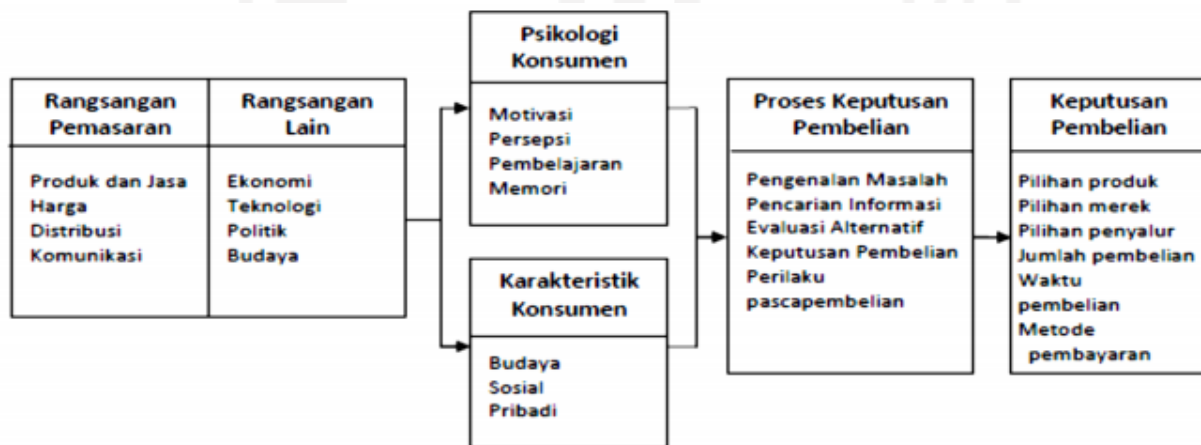 Rangsangan
Pemasaran
Produk dan Jasa
Harga
Distribusi
Komunikasi
Rangsangan
Lain
Ekonomi
Teknologi
Politik
Budaya
Psikologi
Konsumen
Motivasi
Persepsi
Pembelajaran
Memori
Karakteristik
Konsumen
Budaya
Sosial
Pribadi
Proses Keputusan
Pembelian
Pengenalan Masalah
Pencarian Informasi
Evaluasi Alternatif
Keputusan Pembelian
Perilaku
pascapembelian
Keputusan
Pembelian
Pilihan produk
Pilihan merek
Pilihan penyalur
Jumlah pembelian
Waktu
pembelian
Metode
pembayaran